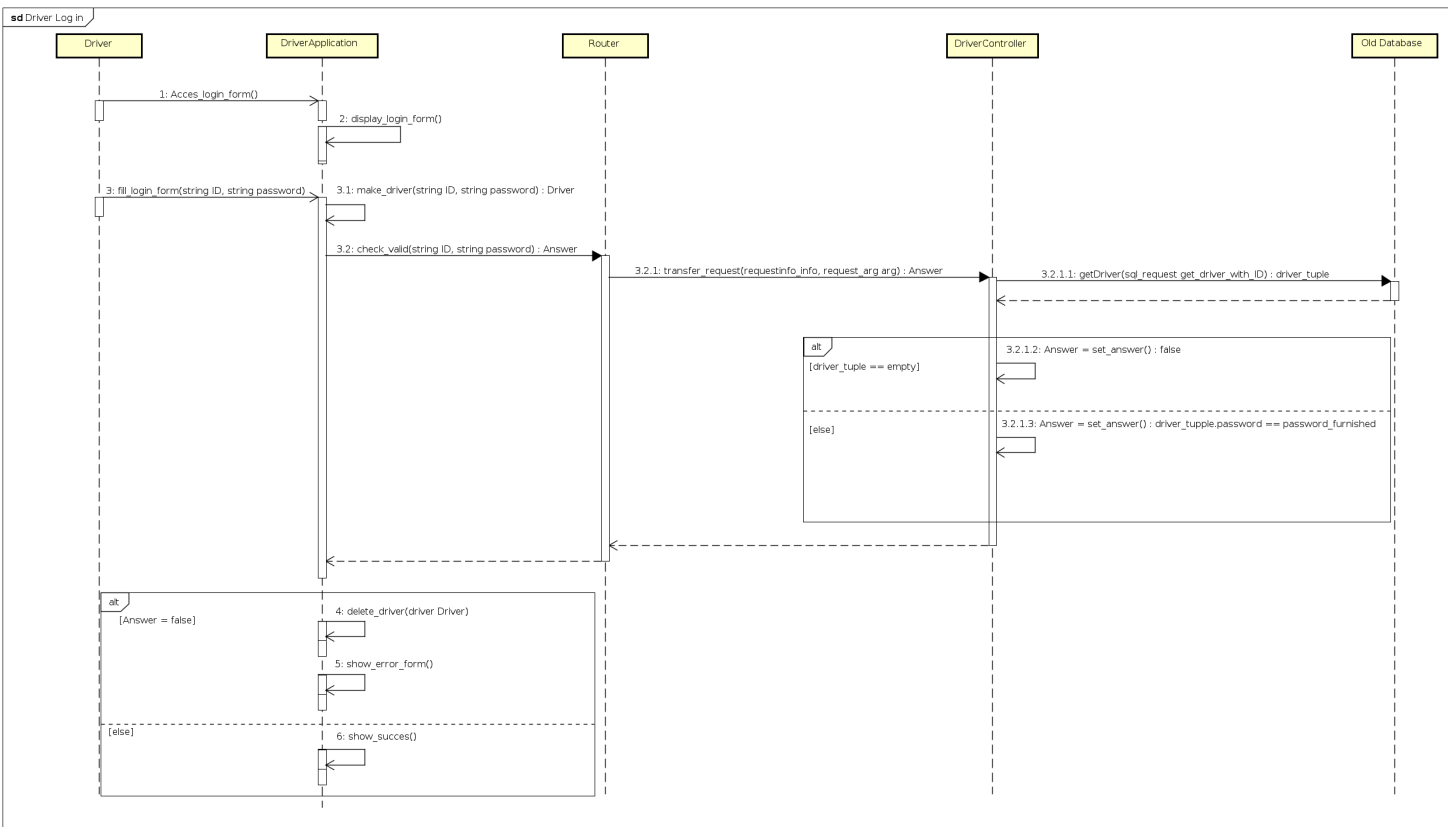 sd Driver Log in
Driver
DriverApplication
Router
DriverController
Old Database
1: Acces_login_form()
2: display_login_form()
3: fill_login_form(string ID, string password)
3.1: make_driver(string ID, string password) : Driver
3.2: check_valid(string ID, string password) : Answer
3.2.1: transfer_request(requestinfo_info, request_arg arg) : Answer
3.2.1.1: getDriver(sql_request get_driver_with_ID) : driver_tuple
alt
3.2.1.2: Answer = set_answer() : false
[driver_tuple == empty]
3.2.1.3: Answer = set_answer() : driver_tupple.password == password_furnished
[else]
alt
4: delete_driver(driver Driver)
[Answer = false]
5: show_error_form()
[else]
6: show_succes()